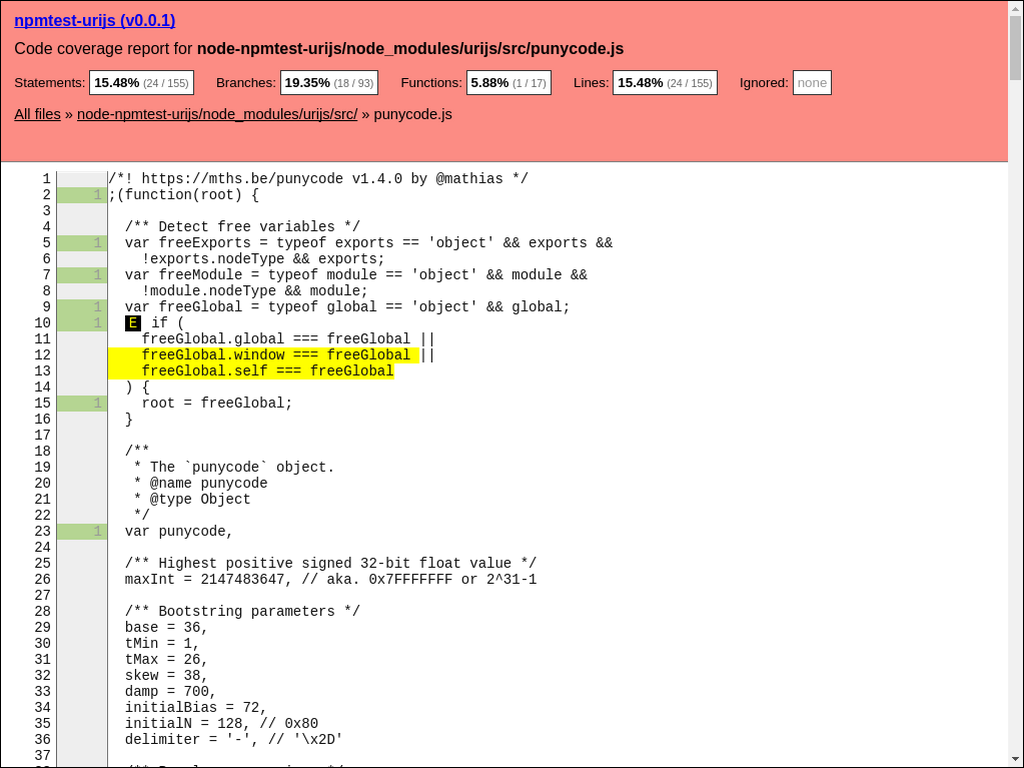 npmtest-urijs (v0.0.1)
Code coverage report for node-npmtest-urijs/node_modules/urijs/src/punycode.js
Statements: 15.48% (24 / 155) Branches: 19.35% (18 / 93) Functions: 5.88% (1 / 17) Lines: 15.48% (24 / 155) Ignored: none
All files » node-npmtest-urijs/node_modules/urijs/src/ » punycode.js
1 /*! https://mths.be/punycode v1.4.0 by @mathias */
2 1 ;(function(root) {
3
4 /** Detect free variables */
5 1 var freeExports = typeof exports == 'object' && exports &&
6 !exports.nodeType && exports;
7 1 var freeModule = typeof module == 'object' && module &&
8 !module.nodeType && module;
9 1 var freeGlobal = typeof global == 'object' && global;
10 1 E if (
11 freeGlobal.global === freeGlobal ||
12 freeGlobal.window === freeGlobal ||
13 freeGlobal.self === freeGlobal
14 ) {
15 1 root = freeGlobal;
16 }
17
18 /**
19 * The `punycode` object.
20 * @name punycode
21 * @type Object
22 */
23 1 var punycode,
24
25 /** Highest positive signed 32-bit float value */
26 maxInt = 2147483647, // aka. 0x7FFFFFFF or 2^31-1
27
28 /** Bootstring parameters */
29 base = 36,
30 tMin = 1,
31 tMax = 26,
32 skew = 38,
33 damp = 700,
34 initialBias = 72,
35 initialN = 128, // 0x80
36 delimiter = '-', // '\x2D'
37